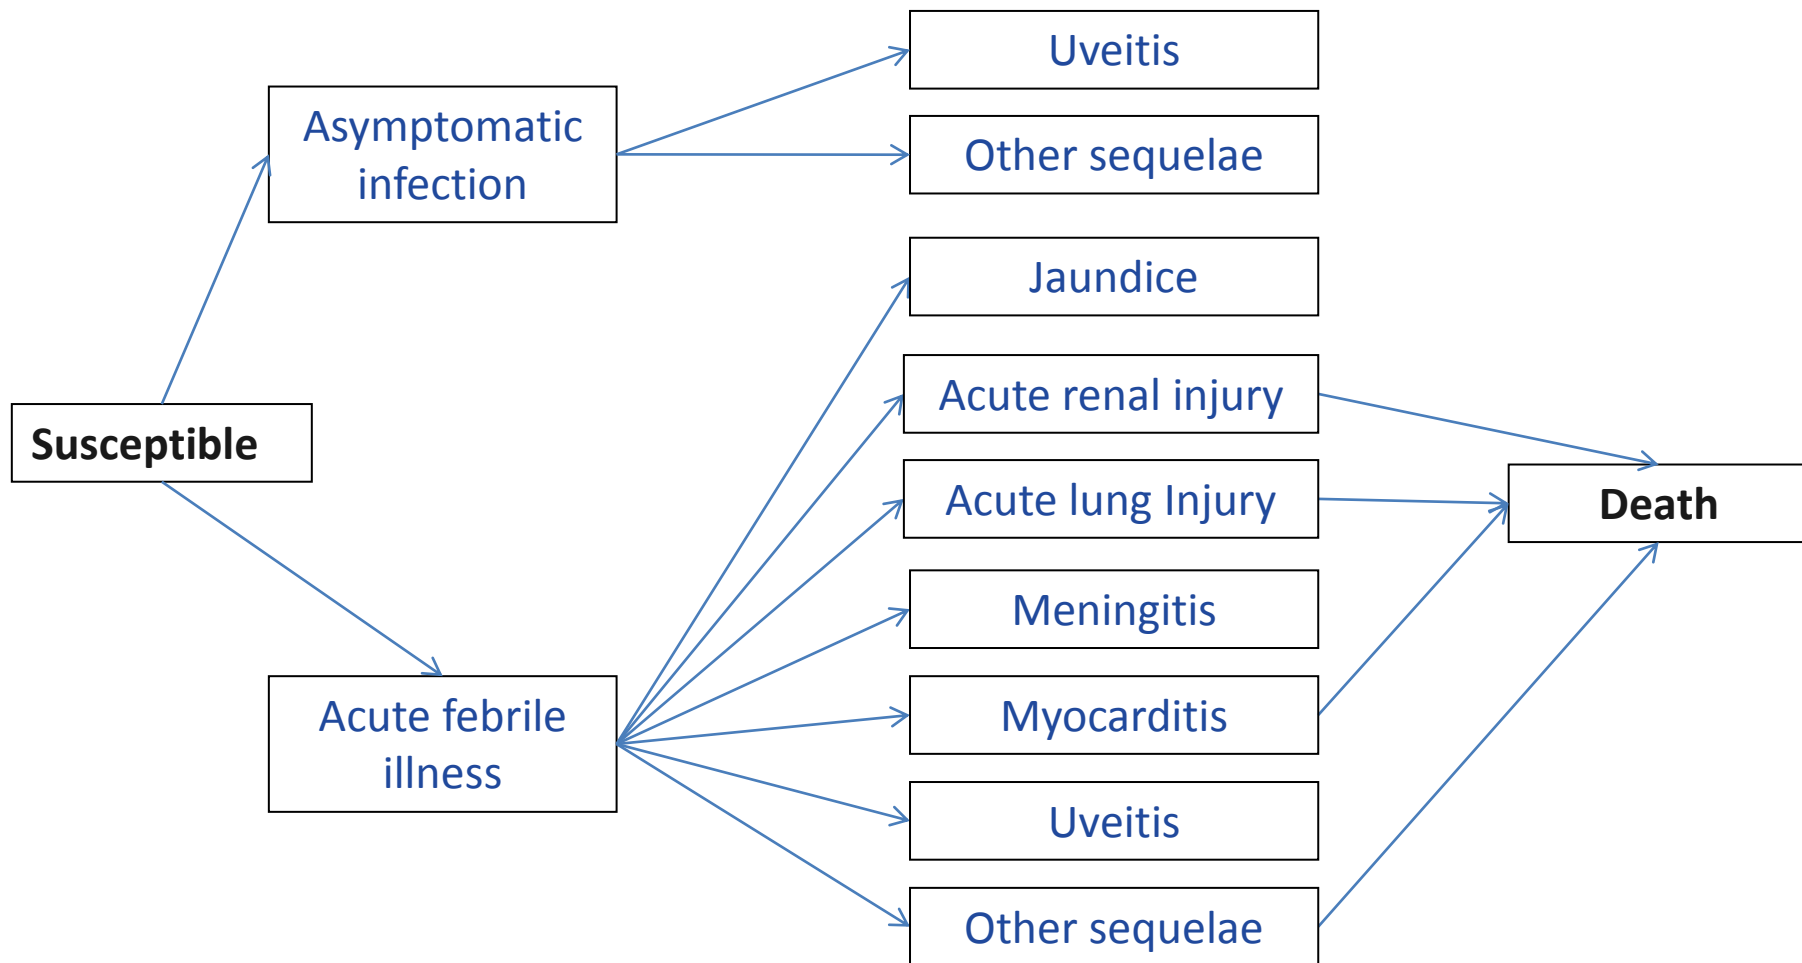 Uveitis
Asymptomatic
infection
Other sequelae
Jaundice
Acute renal injury
Susceptible
Acute lung Injury
Death
Meningitis
Acute febrile
illness
Myocarditis
Uveitis
Other sequelae